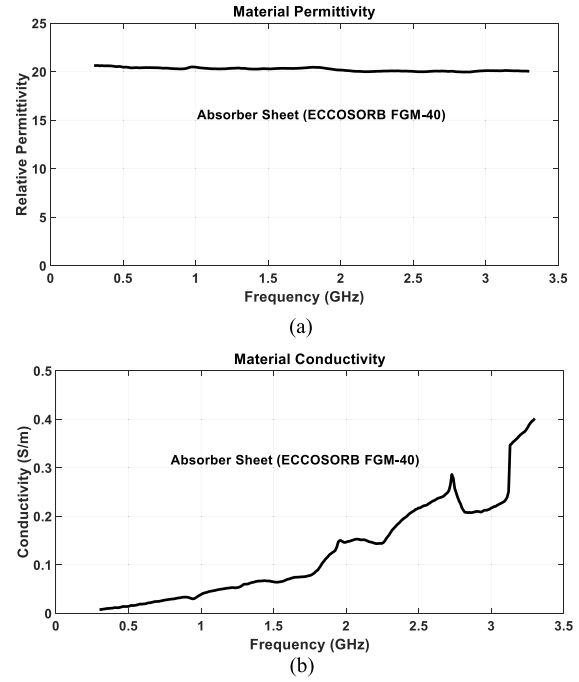 Material Permittivity
25
20
15
10
5
0
Relative Permittivity
Absorber Sheet (ECCOSORB FGM-40)
0 0.5 1 1.5 2 2.5 3 3.5
Frequency (GHz)
(a)
Material Conductivity
0.5
0.4
0.3
0.2
0.1
0
Conductivity (S/m)
Absorber Sheet (ECCOSORB FGM-40)
0 0.5 1 1.5 2 2.5 3 3.5
Frequency (GHz)
(b)